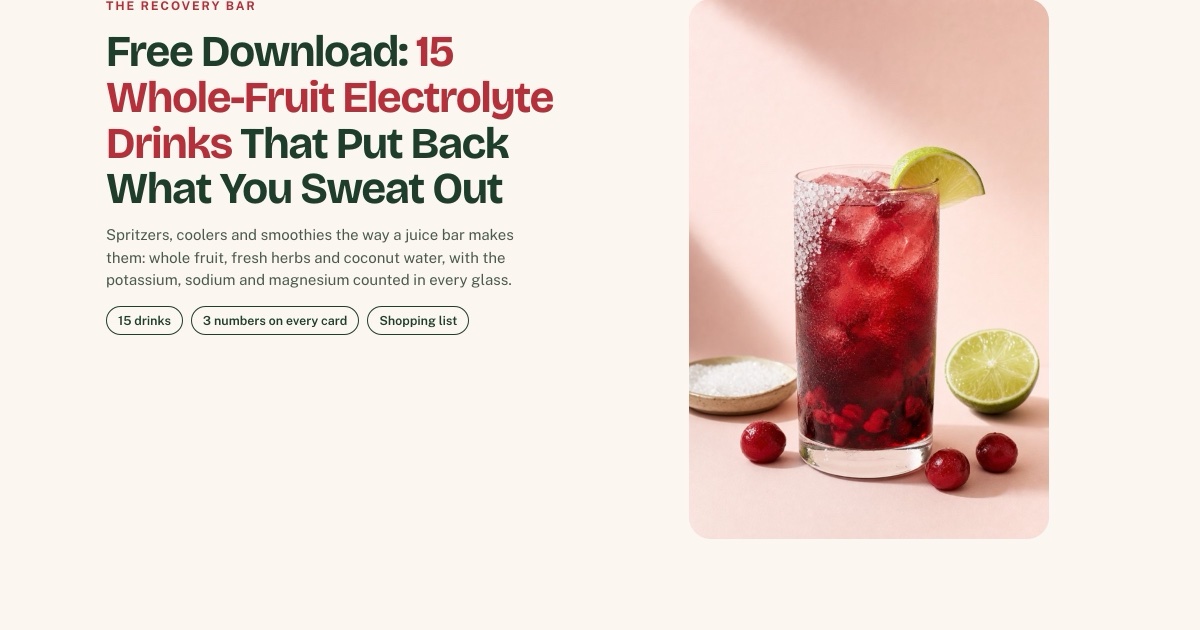 THE RECOVERY BAR
Free Download: 15
Whole-Fruit Electrolyte
Drinks That Put Back
What You Sweat Out
Spritzers, coolers and smoothies the way a juice bar makes
them: whole fruit, fresh herbs and coconut water, with the
potassium, sodium and magnesium counted in every glass.
15 drinks
3 numbers on every card
Shopping list